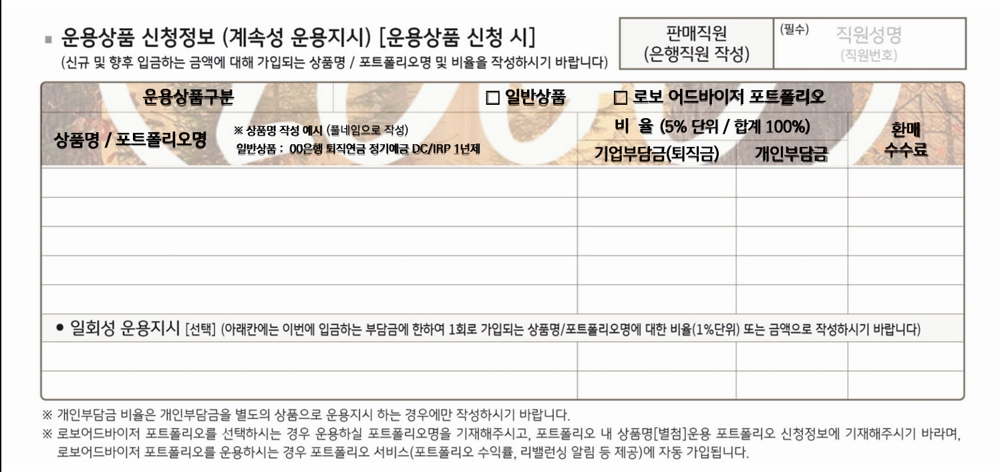 ▪ 운용상품 신청정보 (계속성 운용지시) [운용상품 신청 시]
(신규 및 향후 입금하는 금액에 대해 가입되는 상품명 / 포트폴리오명 및 비율을 작성하시기 바랍니다)
판매직원
(은행직원 작성)
(필수) 직원성명
(직원번호)
운용상품구분
□ 일반상품 □ 로보 어드바이저 포트폴리오
상품명 / 포트폴리오명
※ 상품명 작성 예시 (풀네임으로 작성)
일반상품 : 00은행 퇴직연금 정기예금 DC/IRP 1년제
비 율 (5% 단위 / 합계 100%)
기업부담금(퇴직금) 개인부담금
환매
수수료
• 일회성 운용지시 [선택] (아래칸에는 이번에 입금하는 부담금에 한하여 1회로 가입되는 상품명/포트폴리오명에 대한 비율(1%단위) 또는 금액으로 작성하시기 바랍니다)
※ 개인부담금 비율은 개인부담금을 별도의 상품으로 운용지시 하는 경우에만 작성하시기 바랍니다.
※ 로보어드바이저 포트폴리오를 선택하시는 경우 운용하실 포트폴리오명을 기재해주시고, 포트폴리오 내 상품명[별첨]운용 포트폴리오 신청정보에 기재해주시기 바라며,
로보어드바이저 포트폴리오를 운용하시는 경우 포트폴리오 서비스(포트폴리오 수익률, 리밸런싱 알림 등 제공)에 자동 가입됩니다.